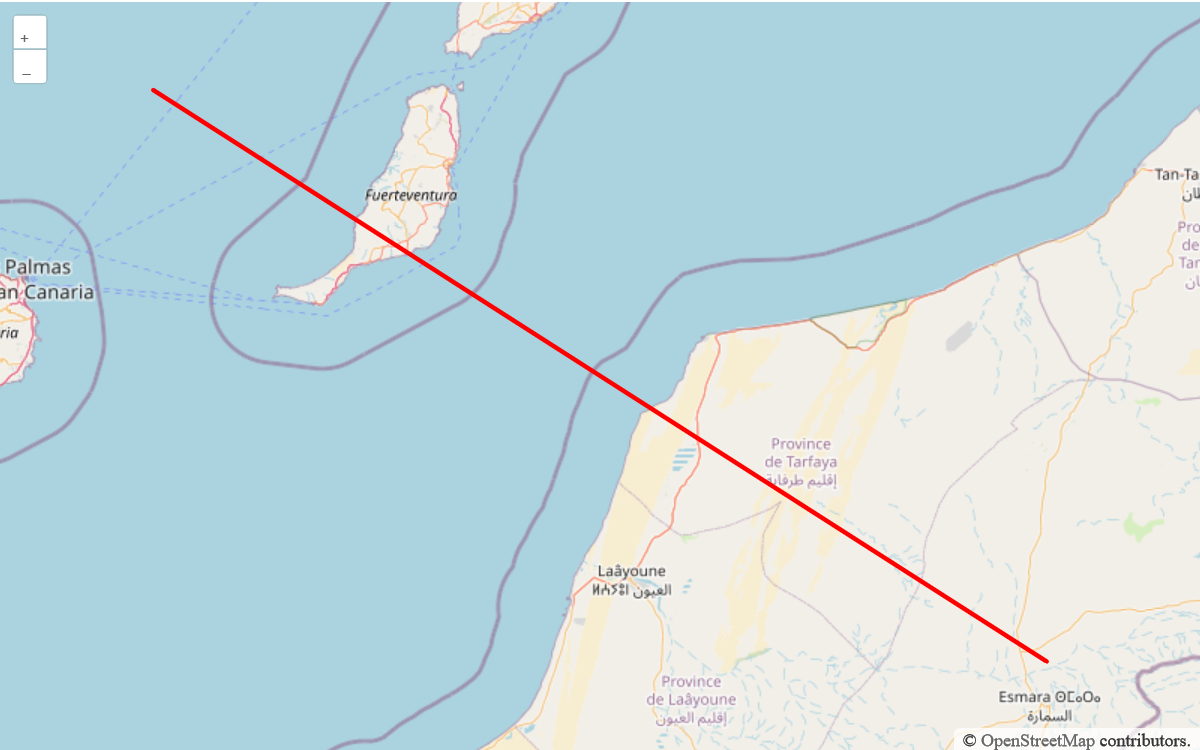 +
–
Fuerteventura
Palmas
an Canaria
ria
Tan-Ta
طان
Pro
de
Tar
Province
de Tarfaya
إقليم طرفاية
Laâyoune
ⵍⵄⵢⵓⵏ العيون
Province
de Laâyoune
إقليم العيون
Esmara ⵙⵎⴰⵔⴰ
السمارة
© OpenStreetMap contributors.